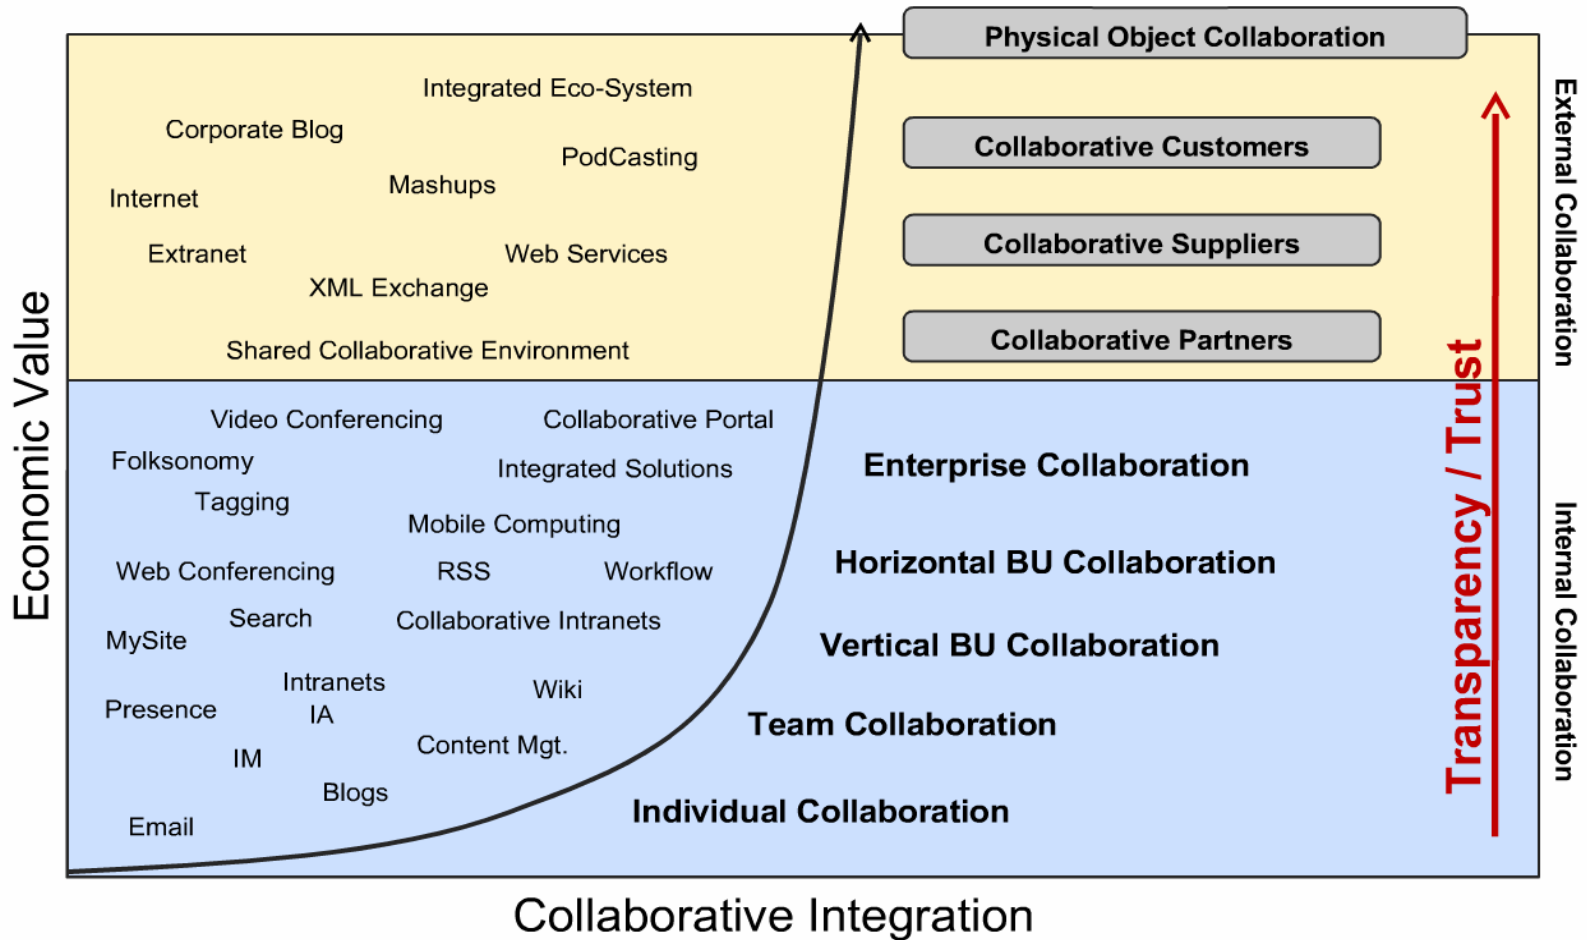 Physical Object Collaboration
Integrated Eco-System
Corporate Blog
Collaborative Customers
PodCasting
Mashups
Internet
Extranet
Web Services
Collaborative Suppliers
XML Exchange
Collaborative Partners
Shared Collaborative Environment
External Collaboration
Economic Value
Transparency / Trust
Video Conferencing
Collaborative Portal
Folksonomy
Integrated Solutions
Enterprise Collaboration
Tagging
Mobile Computing
Web Conferencing
RSS
Workflow
Horizontal BU Collaboration
Search
Collaborative Intranets
MySite
Vertical BU Collaboration
Intranets
IA
Wiki
Presence
Team Collaboration
Content Mgt.
IM
Blogs
Individual Collaboration
Email
Internal Collaboration
Collaborative Integration